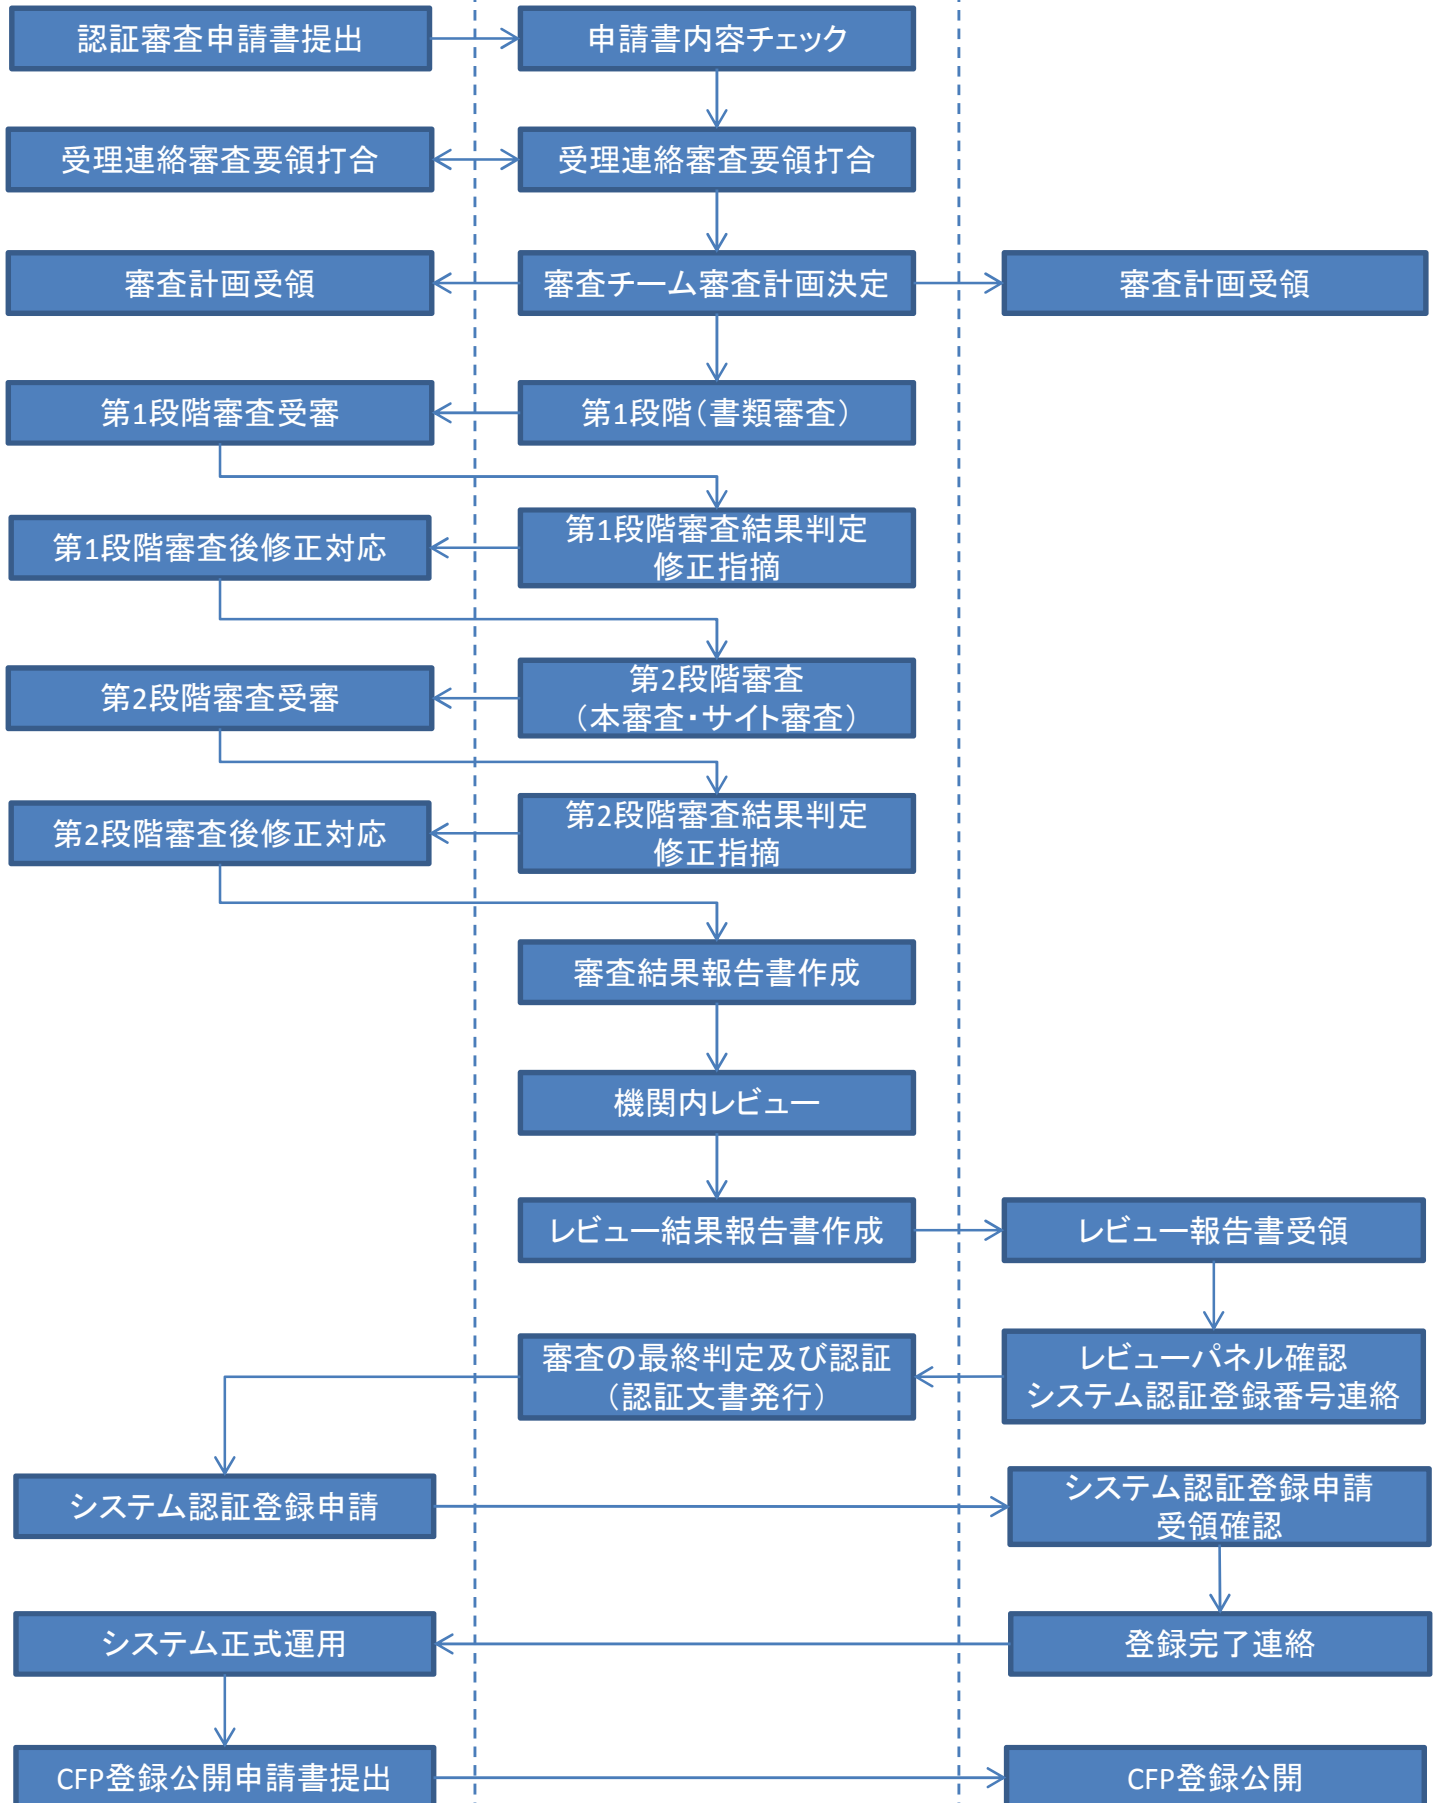 認証審査申請書提出
申請書内容チェック
受理連絡審査要領打合
受理連絡審査要領打合
審査計画受領
審査チーム審査計画決定
審査計画受領
第1段階審査受審
第1段階(書類審査)
第1段階審査後修正対応
第1段階審査結果判定
修正指摘
第2段階審査受審
第2段階審査
(本審査・サイト審査)
第2段階審査後修正対応
第2段階審査結果判定
修正指摘
審査結果報告書作成
機関内レビュー
レビュー結果報告書作成
レビュー報告書受領
審査の最終判定及び認証
(認証文書発行)
レビューパネル確認
システム認証登録番号連絡
システム認証登録申請
システム認証登録申請
受領確認
システム正式運用
登録完了連絡
CFP登録公開申請書提出
CFP登録公開